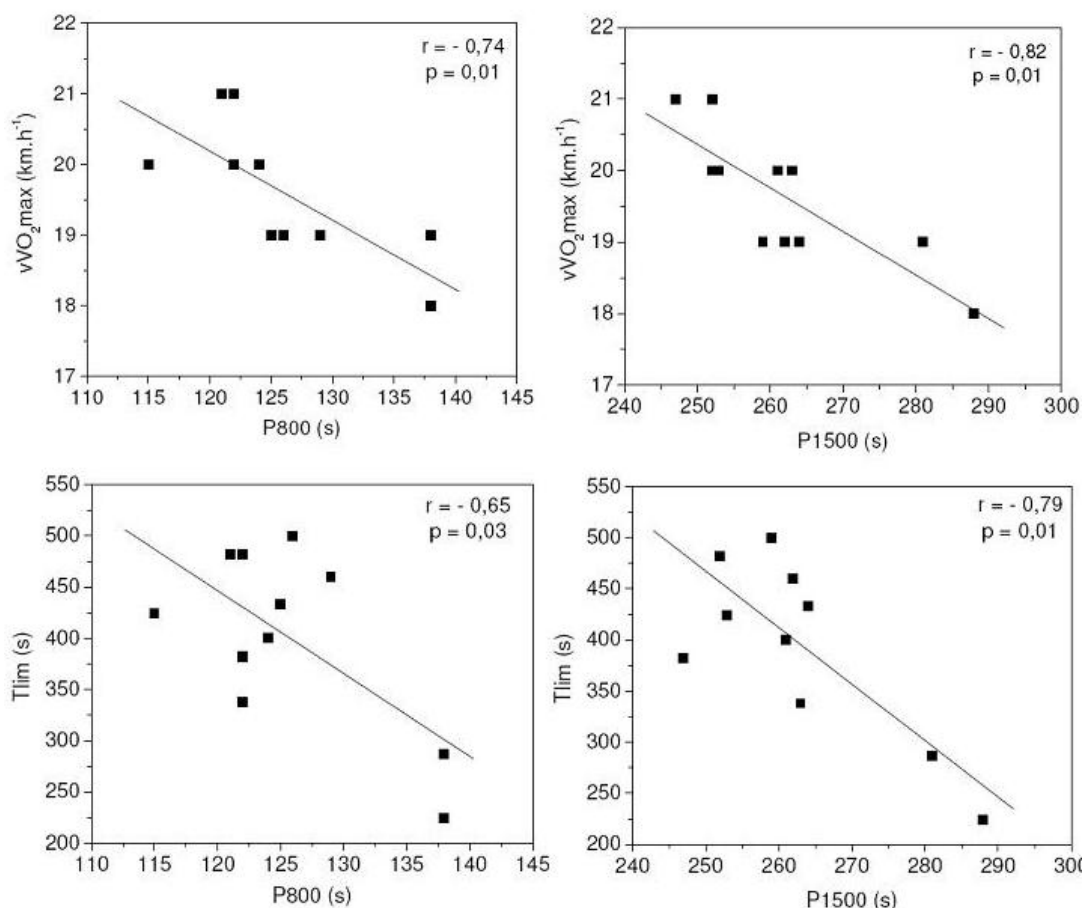 22
21
20
19
18
17
vVO₂max (km.h⁻¹)
r = - 0,74
p = 0,01
110 115 120 125 130 135 140 145
P800 (s)
22
21
20
19
18
17
vVO₂max (km.h⁻¹)
r = - 0,82
p = 0,01
240 250 260 270 280 290 300
P1500 (s)
550
500
450
400
350
300
250
200
Tlim (s)
r = - 0,65
p = 0,03
110 115 120 125 130 135 140 145
P800 (s)
550
500
450
400
350
300
250
200
Tlim (s)
r = - 0,79
p = 0,01
240 250 260 270 280 290 300
P1500 (s)